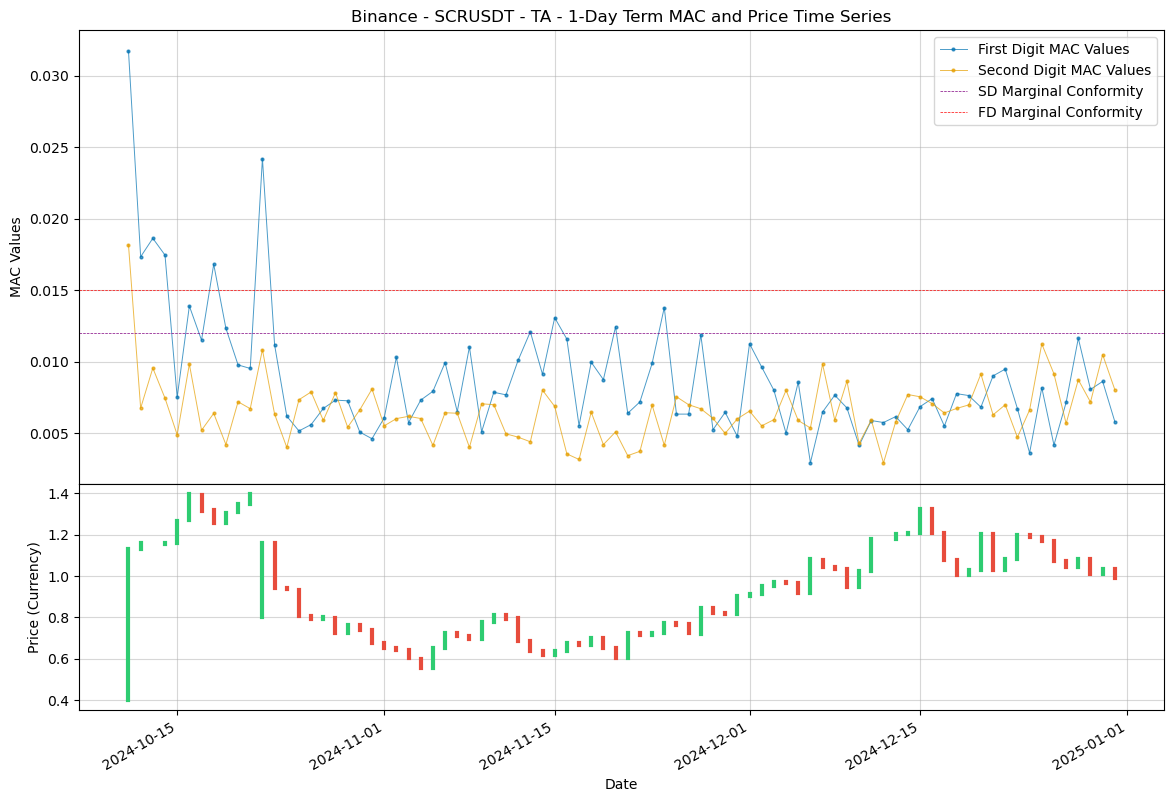 Binance - SCRUSDT - TA - 1-Day Term MAC and Price Time Series
First Digit MAC Values
Second Digit MAC Values
SD Marginal Conformity
FD Marginal Conformity
MAC Values
0.030
0.025
0.020
0.015
0.010
0.005
Price (Currency)
1.4
1.2
1.0
0.8
0.6
0.4
2024-10-15
2024-11-01
2024-11-15
2024-12-01
2024-12-15
2025-01-01
Date